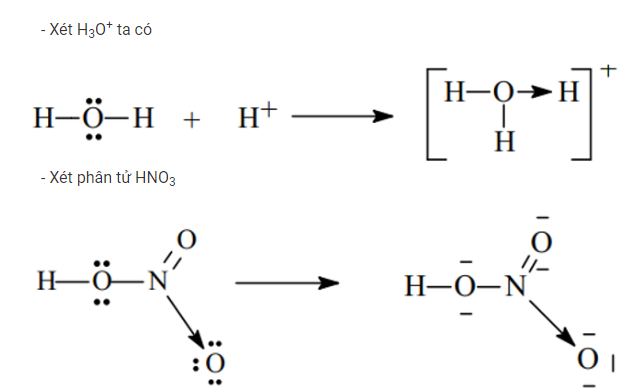 - Xét H₃O⁺ ta có
H—O—H + H+ ⟶ [H—O→H]+
H
- Xét phân tử HNO₃
O O
H—O—N ⟶ H—O—N
:O O